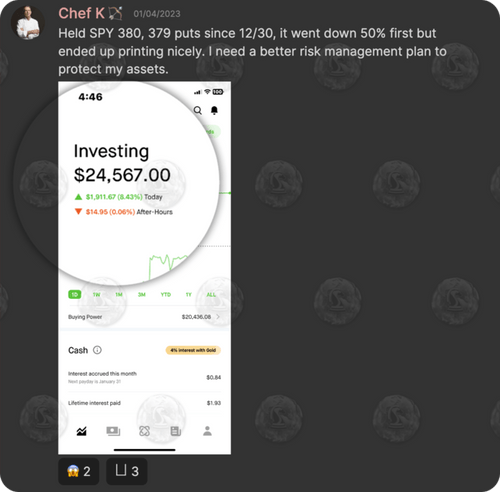 Chef K 01/04/2023
Held SPY 380, 379 puts since 12/30, it went down 50% first but
ended up printing nicely. I need a better risk management plan to
protect my assets.
4:46
100
Investing
$24,567.00
▲ $1,911.67 (8.43%) Today
▼ $14.95 (0.06%) After-Hours
1D 1W 1M 3M YTD 1Y ALL
Buying Power $20,436.08
Cash 4% interest with Gold
Interest accrued this month $0.84
Next payday is January 31
Lifetime interest paid $1.93
😱 2 3